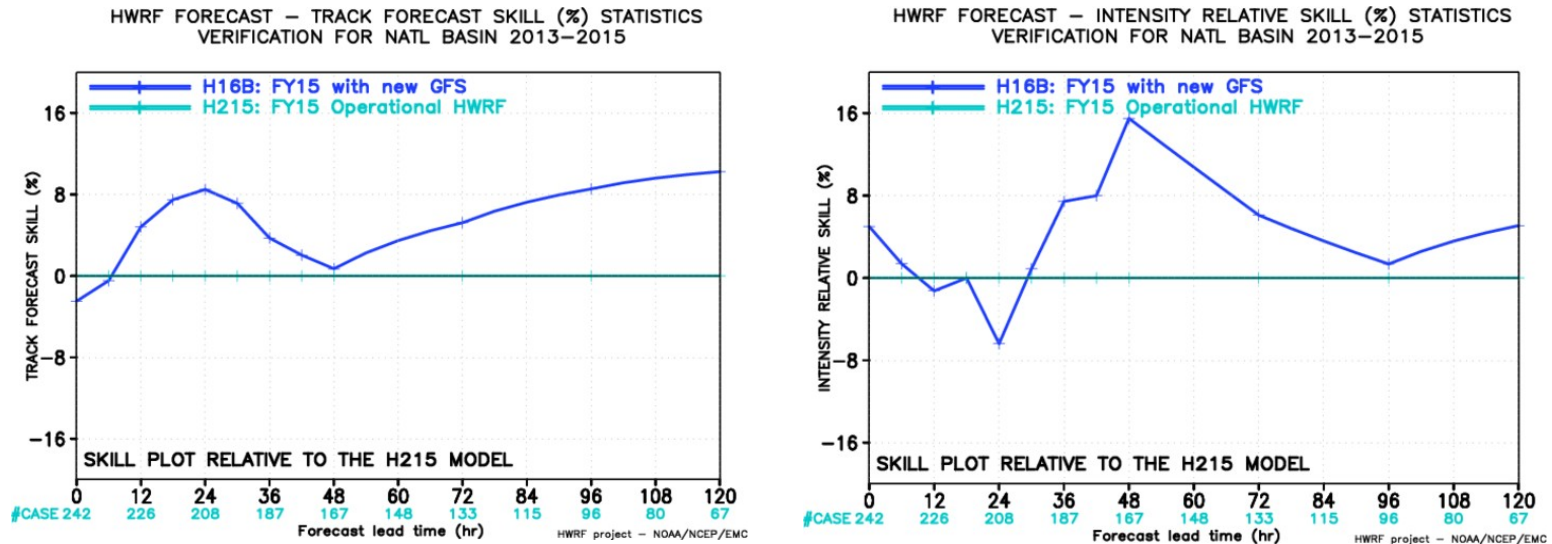 HWRF FORECAST – TRACK FORECAST SKILL (%) STATISTICS
VERIFICATION FOR NATL BASIN 2013–2015
H16B: FY15 with new GFS
H215: FY15 Operational HWRF
TRACK FORECAST SKILL (%)
16
8
0
–8
–16
SKILL PLOT RELATIVE TO THE H215 MODEL
0 12 24 36 48 60 72 84 96 108 120
#CASE 242 226 208 187 167 148 133 115 96 80 67
Forecast lead time (hr)
HWRF project – NOAA/NCEP/EMC
HWRF FORECAST – INTENSITY RELATIVE SKILL (%) STATISTICS
VERIFICATION FOR NATL BASIN 2013–2015
H16B: FY15 with new GFS
H215: FY15 Operational HWRF
INTENSITY RELATIVE SKILL (%)
16
8
0
–8
–16
SKILL PLOT RELATIVE TO THE H215 MODEL
0 12 24 36 48 60 72 84 96 108 120
#CASE 242 226 208 187 167 148 133 115 96 80 67
Forecast lead time (hr)
HWRF project – NOAA/NCEP/EMC